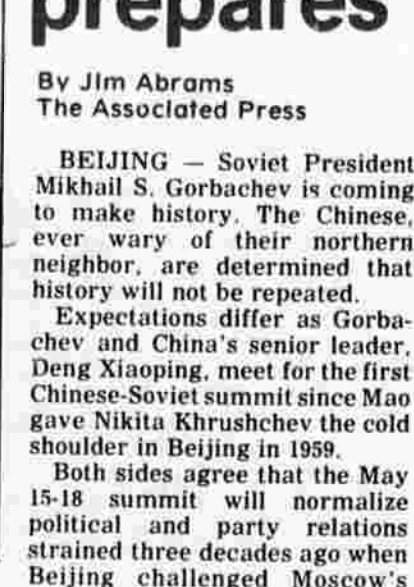 prepares
By Jim Abrams
The Associated Press
BEIJING — Soviet President
Mikhail S. Gorbachev is coming
to make history. The Chinese,
ever wary of their northern
neighbor, are determined that
history will not be repeated.
Expectations differ as Gorba-
chev and China's senior leader,
Deng Xiaoping, meet for the first
Chinese-Soviet summit since Mao
gave Nikita Khrushchev the cold
shoulder in Beijing in 1959.
Both sides agree that the May
15-18 summit will normalize
political and party relations
strained three decades ago when
Beijing challenged Moscow's